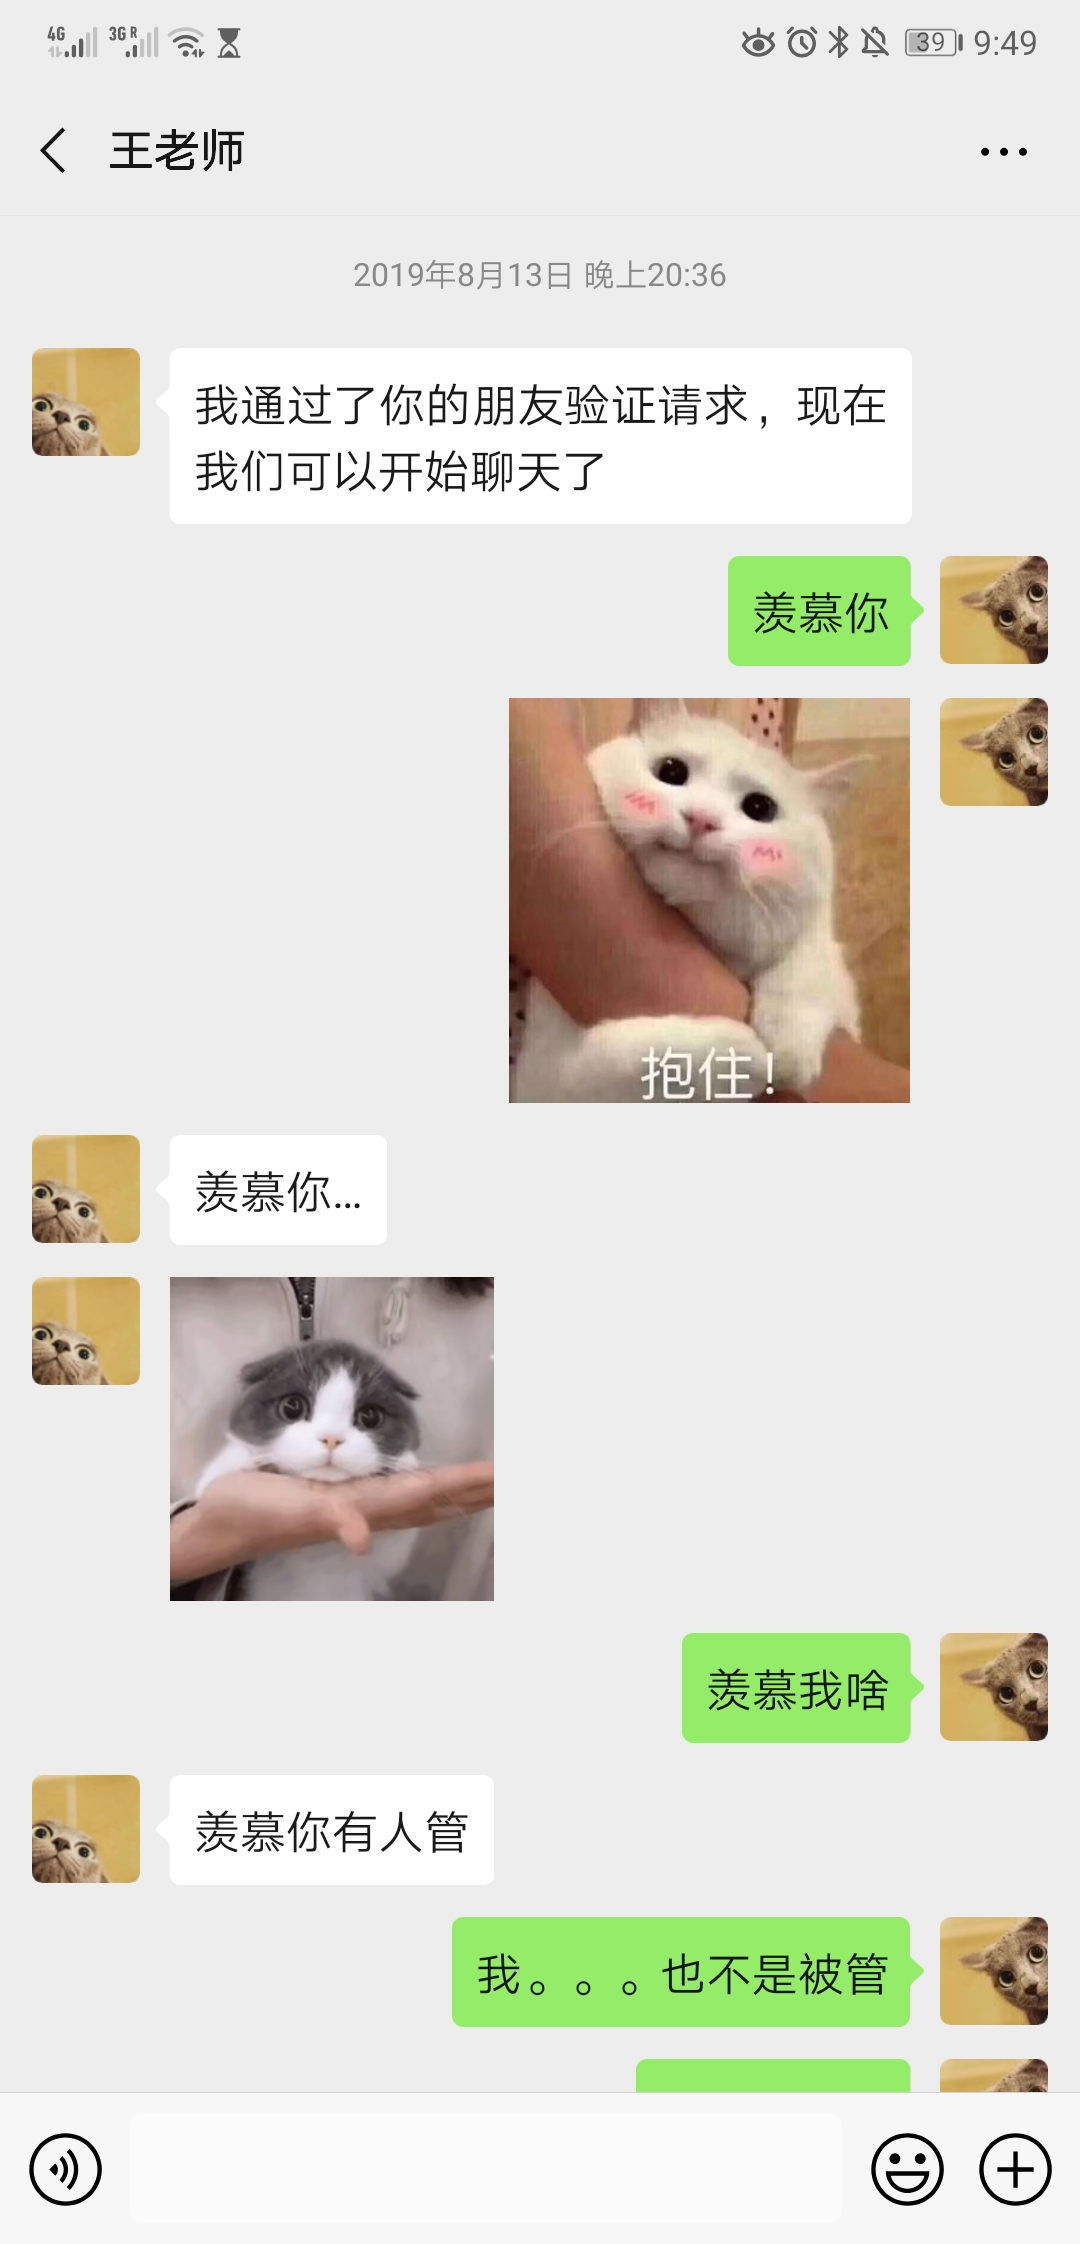 4G 3G R 39 9:49
王老师
2019年8月13日 晚上20:36
我通过了你的朋友验证请求，现在
我们可以开始聊天了
羡慕你
抱住！
羡慕你...
羡慕我啥
羡慕你有人管
我。。。也不是被管